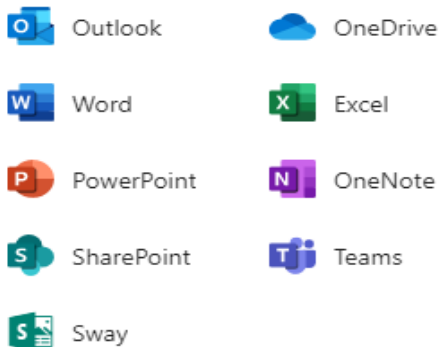 Outlook OneDrive
Word Excel
PowerPoint OneNote
SharePoint Teams
Sway